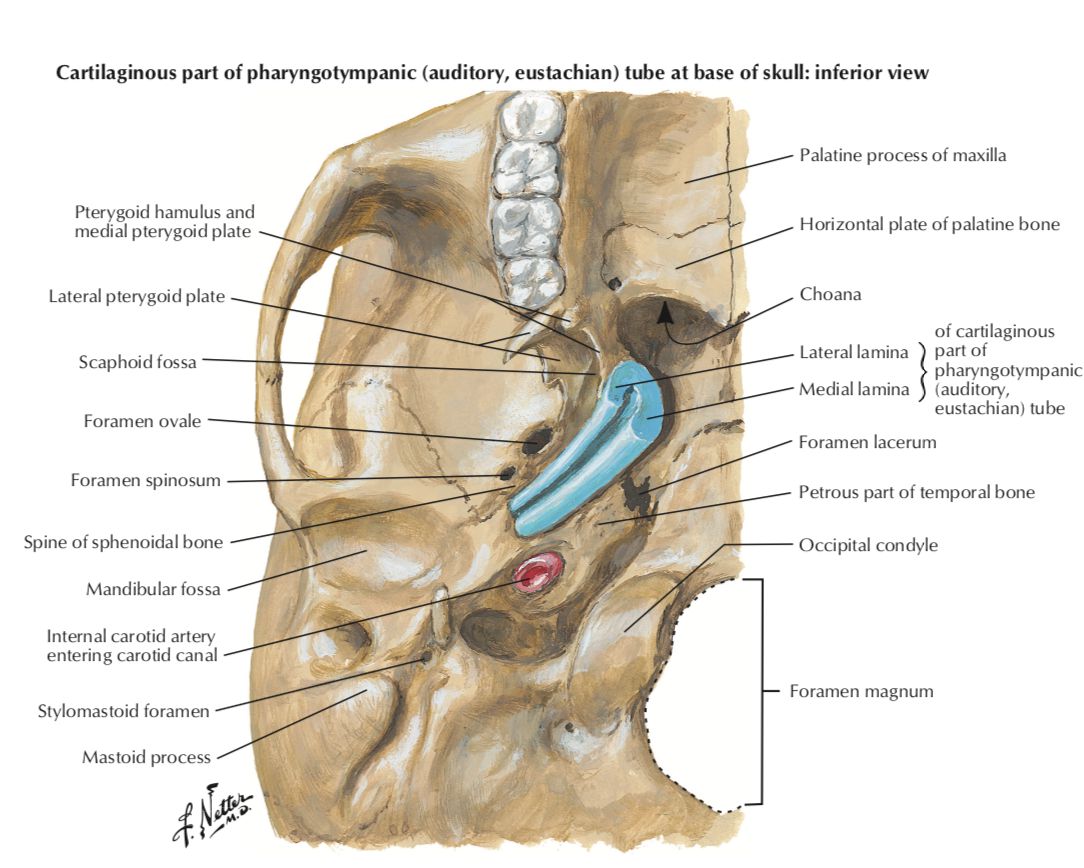 Cartilaginous part of pharyngotympanic (auditory, eustachian) tube at base of skull: inferior view
Pterygoid hamulus and
medial pterygoid plate
Lateral pterygoid plate
Scaphoid fossa
Foramen ovale
Foramen spinosum
Spine of sphenoidal bone
Mandibular fossa
Internal carotid artery
entering carotid canal
Stylomastoid foramen
Mastoid process
Palatine process of maxilla
Horizontal plate of palatine bone
Choana
Lateral lamina
Medial lamina
of cartilaginous
part of
pharyngotympanic
(auditory,
eustachian) tube
Foramen lacerum
Petrous part of temporal bone
Occipital condyle
Foramen magnum
F. Netter
M.D.